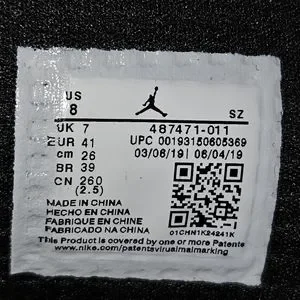 US
8
SZ
UK 7
EUR 41
cm 26
BR 39
CN 260
(2.5)
487471-011
UPC 00193150605369
03/06/19 06/04/19
MADE IN CHINA
HECHO EN CHINA
FABRIQUE EN CHINE
FABRICADO NA CHINA
01CHN1K24241K
This Product is covered by one or more Patents
www.nike.com/patentsvirtualmarking